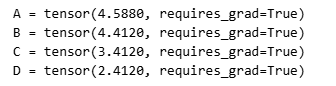 A = tensor(4.5880, requires_grad=True)
B = tensor(4.4120, requires_grad=True)
C = tensor(3.4120, requires_grad=True)
D = tensor(2.4120, requires_grad=True)